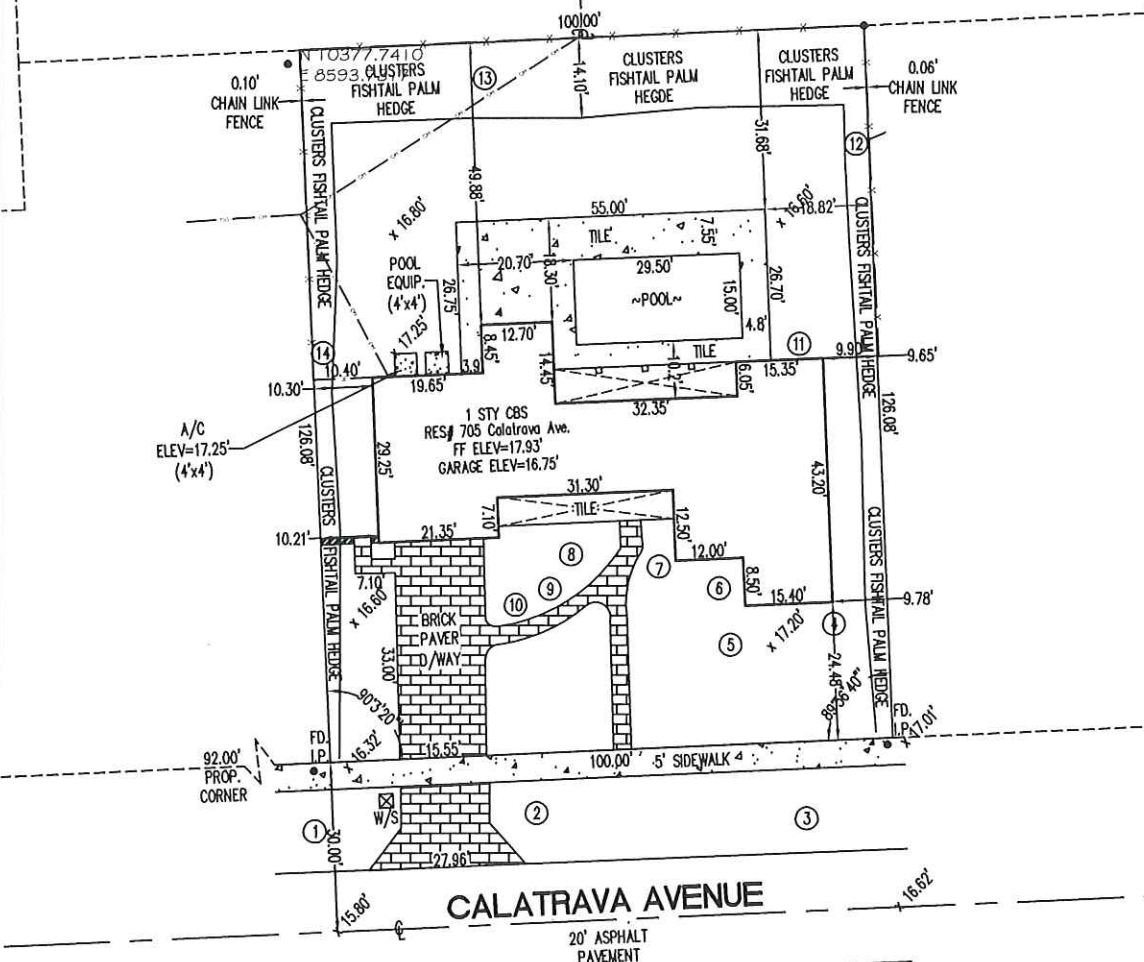 100.00'
N 10377.7410
E 8593.
0.10'
CHAIN LINK
FENCE
CLUSTERS
FISHTAIL PALM
HEDGE
13
14.10'
CLUSTERS
FISHTAIL PALM
HEGDE
CLUSTERS
FISHTAIL PALM
HEDGE
0.06'
CHAIN LINK
FENCE
12
CLUSTERS FISHTAIL PALM HEDGE
49.88'
31.68'
x 16.80'
x 16.60'
18.82'
CLUSTERS FISHTAIL PALM HEDGE
55.00'
TILE
7.55'
POOL
EQUIP.
(4'x4')
x 17.25'
26.75'
20.70'
18.30'
29.50'
~POOL~
15.00'
26.70'
4.8'
12.70'
8.45'
14.45'
TILE
6.05'
11
15.35'
9.90'
9.65'
14
10.40'
10.30'
19.65'
3.9
10.2'
32.35'
A/C
ELEV=17.25'
(4'x4')
126.08'
126.08'
1 STY CBS
RES# 705 Calatrava Ave.
FF ELEV=17.93'
GARAGE ELEV=16.75'
29.25'
43.20'
CLUSTERS
FISHTAIL PALM HEDGE
31.30'
7.10'
TILE
12.50'
CLUSTERS FISHTAIL PALM HEDGE
10.21'
21.35'
8
7
12.00'
7.10'
9
6
8.50'
x 16.60'
10
15.40'
9.78'
BRICK
PAVER
D/WAY
5
x 17.20'
4
33.00'
24.48'
90°3'20"
89°56'40"
FD.
I.P.
x 16.32'
15.55'
100.00'
5' SIDEWALK
FD.
I.P.
x 17.01'
92.00'
PROP.
CORNER
1
W/S
2
3
30.00'
27.96'
CALATRAVA AVENUE
x 15.80'
x 16.62'
20' ASPHALT
PAVEMENT